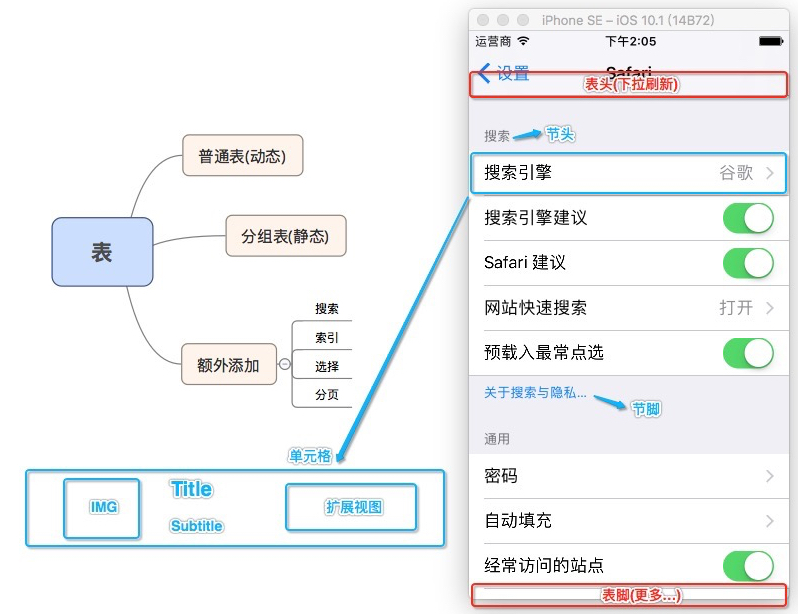 普通表(动态)
表
分组表(静态)
额外添加
搜索
索引
选择
分页
单元格
IMG
Title
Subtitle
扩展视图
iPhone SE – iOS 10.1 (14B72)
运营商
下午2:05
设置
Safari
表头(下拉刷新)
搜索
节头
搜索引擎
谷歌
搜索引擎建议
Safari 建议
网站快速搜索
打开
预载入最常点选
关于搜索与隐私...
节脚
通用
密码
自动填充
经常访问的站点
表脚(更多...)